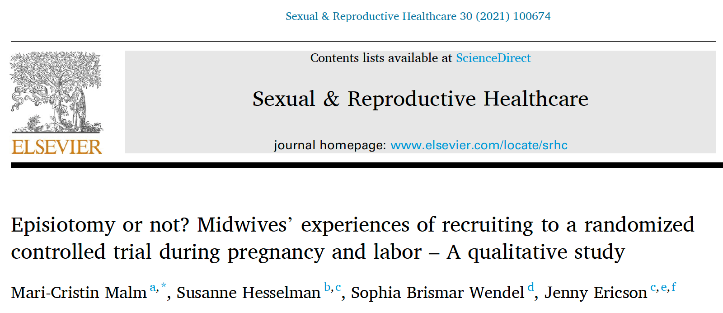 Sexual & Reproductive Healthcare 30 (2021) 100674
Contents lists available at ScienceDirect
Sexual & Reproductive Healthcare
ELSEVIER
journal homepage: www.elsevier.com/locate/srhc
Episiotomy or not? Midwives’ experiences of recruiting to a randomized
controlled trial during pregnancy and labor – A qualitative study
Mari-Cristin Malm a,*, Susanne Hesselman b,c, Sophia Brismar Wendel d, Jenny Ericson c,e,f